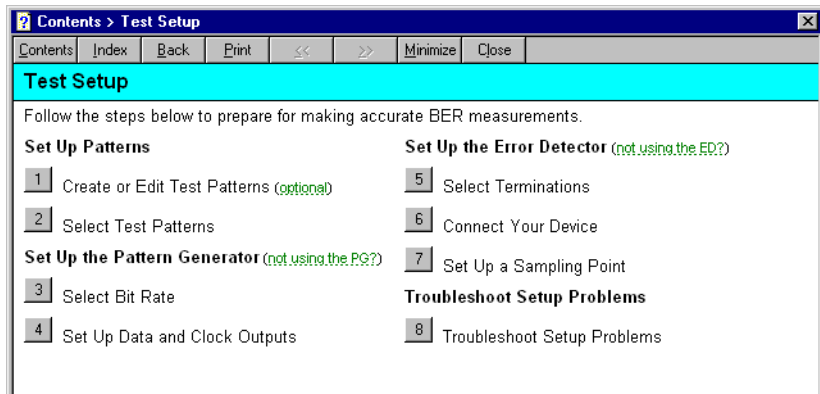 Contents > Test Setup
Contents Index Back Print << >> Minimize Close
Test Setup
Follow the steps below to prepare for making accurate BER measurements.
Set Up Patterns
1 Create or Edit Test Patterns (optional)
2 Select Test Patterns
Set Up the Pattern Generator (not using the PG?)
3 Select Bit Rate
4 Set Up Data and Clock Outputs
Set Up the Error Detector (not using the ED?)
5 Select Terminations
6 Connect Your Device
7 Set Up a Sampling Point
Troubleshoot Setup Problems
8 Troubleshoot Setup Problems